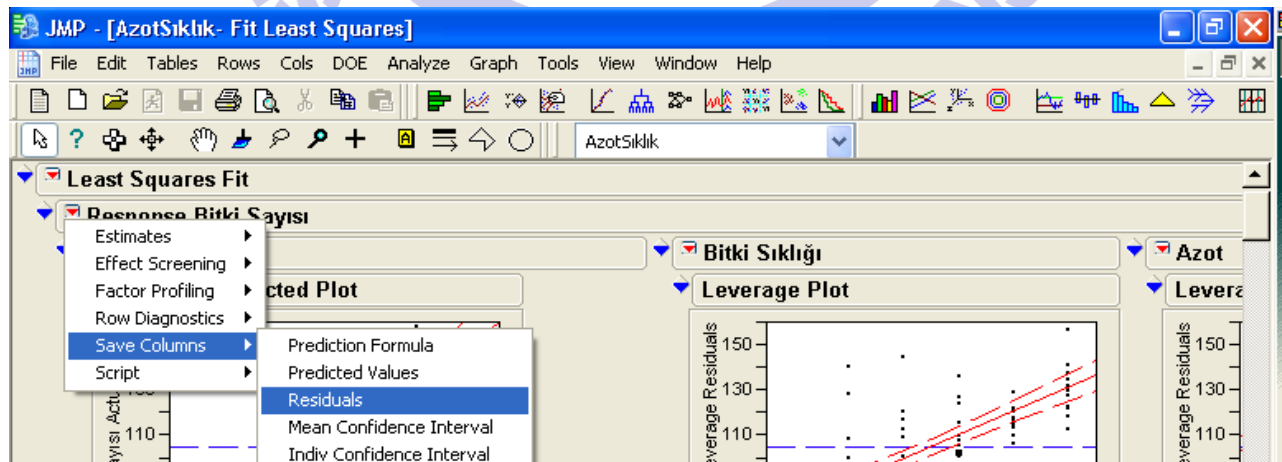 JMP - [AzotSıklık- Fit Least Squares]
File Edit Tables Rows Cols DOE Analyze Graph Tools View Window Help
AzotSıklık
Least Squares Fit
Response Bitki Sayısı
Estimates
Effect Screening
Factor Profiling
Row Diagnostics
Save Columns
Script
Prediction Formula
Predicted Values
Residuals
Mean Confidence Interval
Indiv Confidence Interval
cted Plot
110
Bitki Sıklığı
Leverage Plot
150
130
110
Leverage Residuals
Azot
Levera
150
130
110
Leverage Residuals